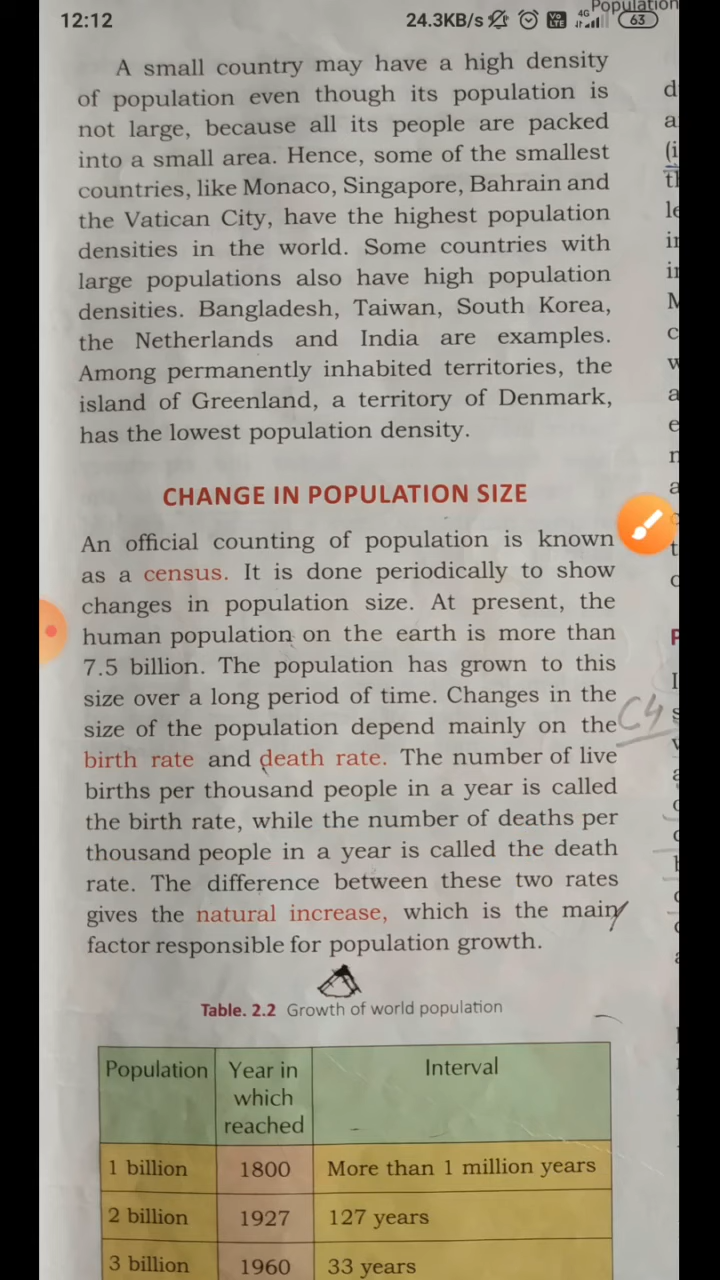 Population
12:12
24.3KB/s
Vo
LTE
4G
63
A small country may have a high density
of population even though its population is
not large, because all its people are packed
into a small area. Hence, some of the smallest
countries, like Monaco, Singapore, Bahrain and
the Vatican City, have the highest population
densities in the world. Some countries with
large populations also have high population
densities. Bangladesh, Taiwan, South Korea,
the Netherlands and India are examples.
Among permanently inhabited territories, the
island of Greenland, a territory of Denmark,
has the lowest population density.
CHANGE IN POPULATION SIZE
An official counting of population is known
as a census. It is done periodically to show
changes in population size. At present, the
human population on the earth is more than
7.5 billion. The population has grown to this
size over a long period of time. Changes in the
size of the population depend mainly on the
birth rate and death rate. The number of live
births per thousand people in a year is called
the birth rate, while the number of deaths per
thousand people in a year is called the death
rate. The difference between these two rates
gives the natural increase, which is the main
factor responsible for population growth.
C4
Table. 2.2 Growth of world population
Population Year in which reached Interval
1 billion 1800 More than 1 million years
2 billion 1927 127 years
3 billion 1960 33 years